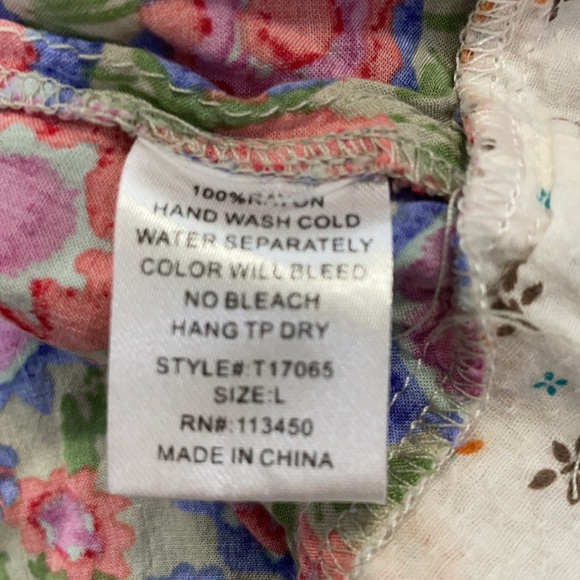 100%RAYON
HAND WASH COLD
WATER SEPARATELY
COLOR WILL BLEED
NO BLEACH
HANG TP DRY
STYLE#:T17065
SIZE:L
RN#:113450
MADE IN CHINA